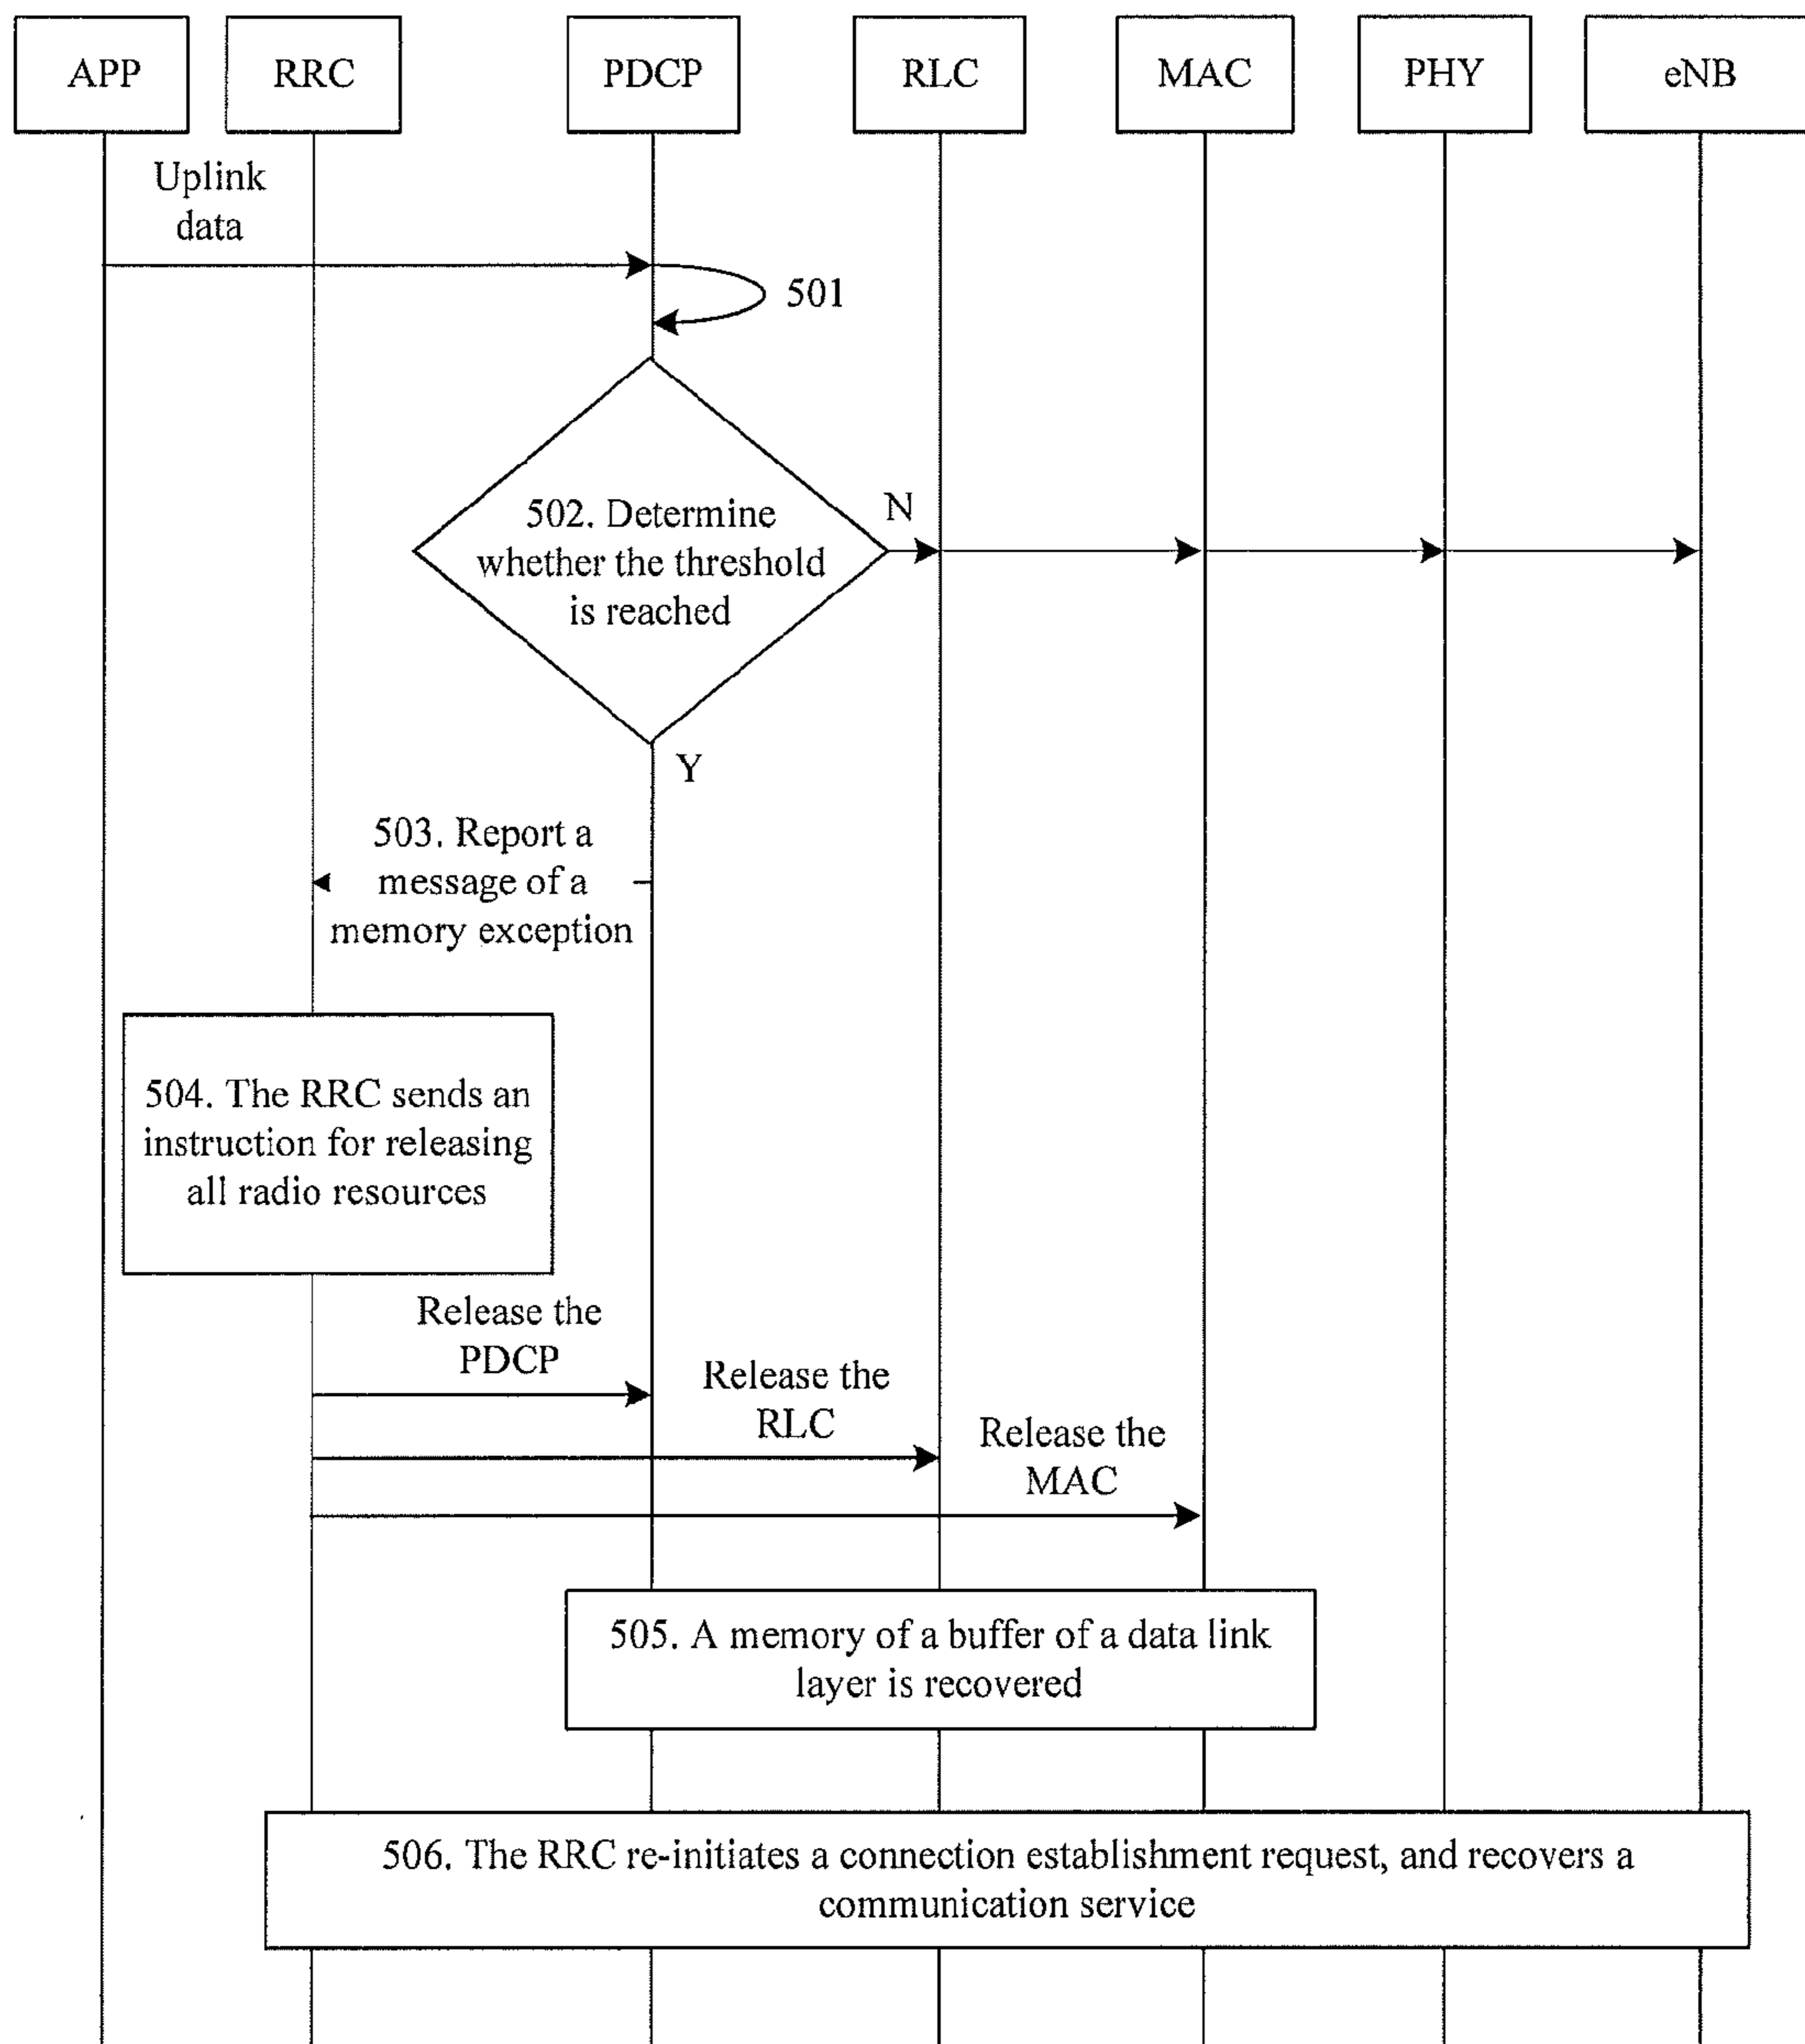 APP
RRC
PDCP
RLC
MAC
PHY
eNB
Uplink
data
501
502. Determine
whether the threshold
is reached
N
Y
503. Report a
message of a
memory exception
504. The RRC sends an
instruction for releasing
all radio resources
Release the
PDCP
Release the
RLC
Release the
MAC
505. A memory of a buffer of a data link
layer is recovered
506. The RRC re-initiates a connection establishment request, and recovers a
communication service